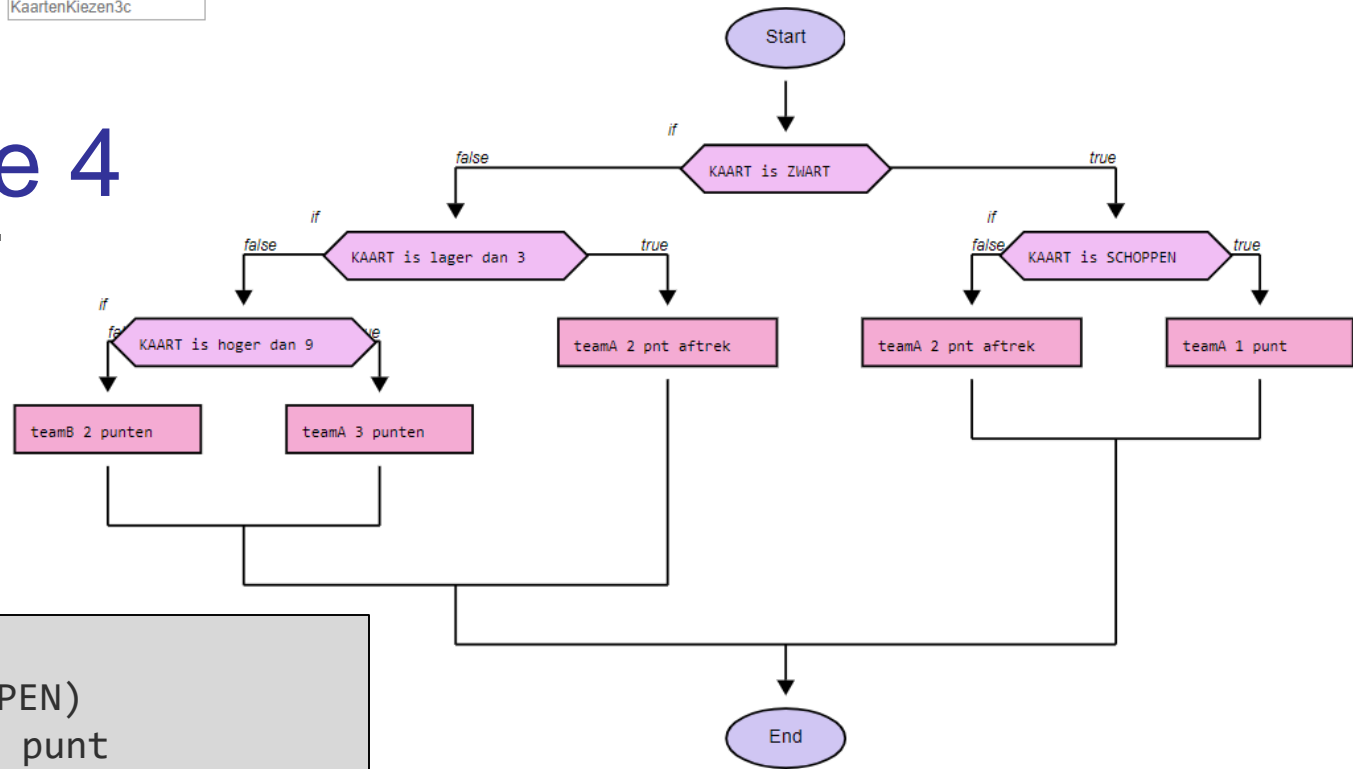 KaartenKiezen3c
Start
e 4
if
false
KAART is ZWART
true
if
false
KAART is lager dan 3
true
if
false
KAART is SCHOPPEN
true
if
KAART is hoger dan 9
teamA 2 pnt aftrek
teamA 2 pnt aftrek
teamA 1 punt
teamB 2 punten
teamA 3 punten
PEN)
punt
End